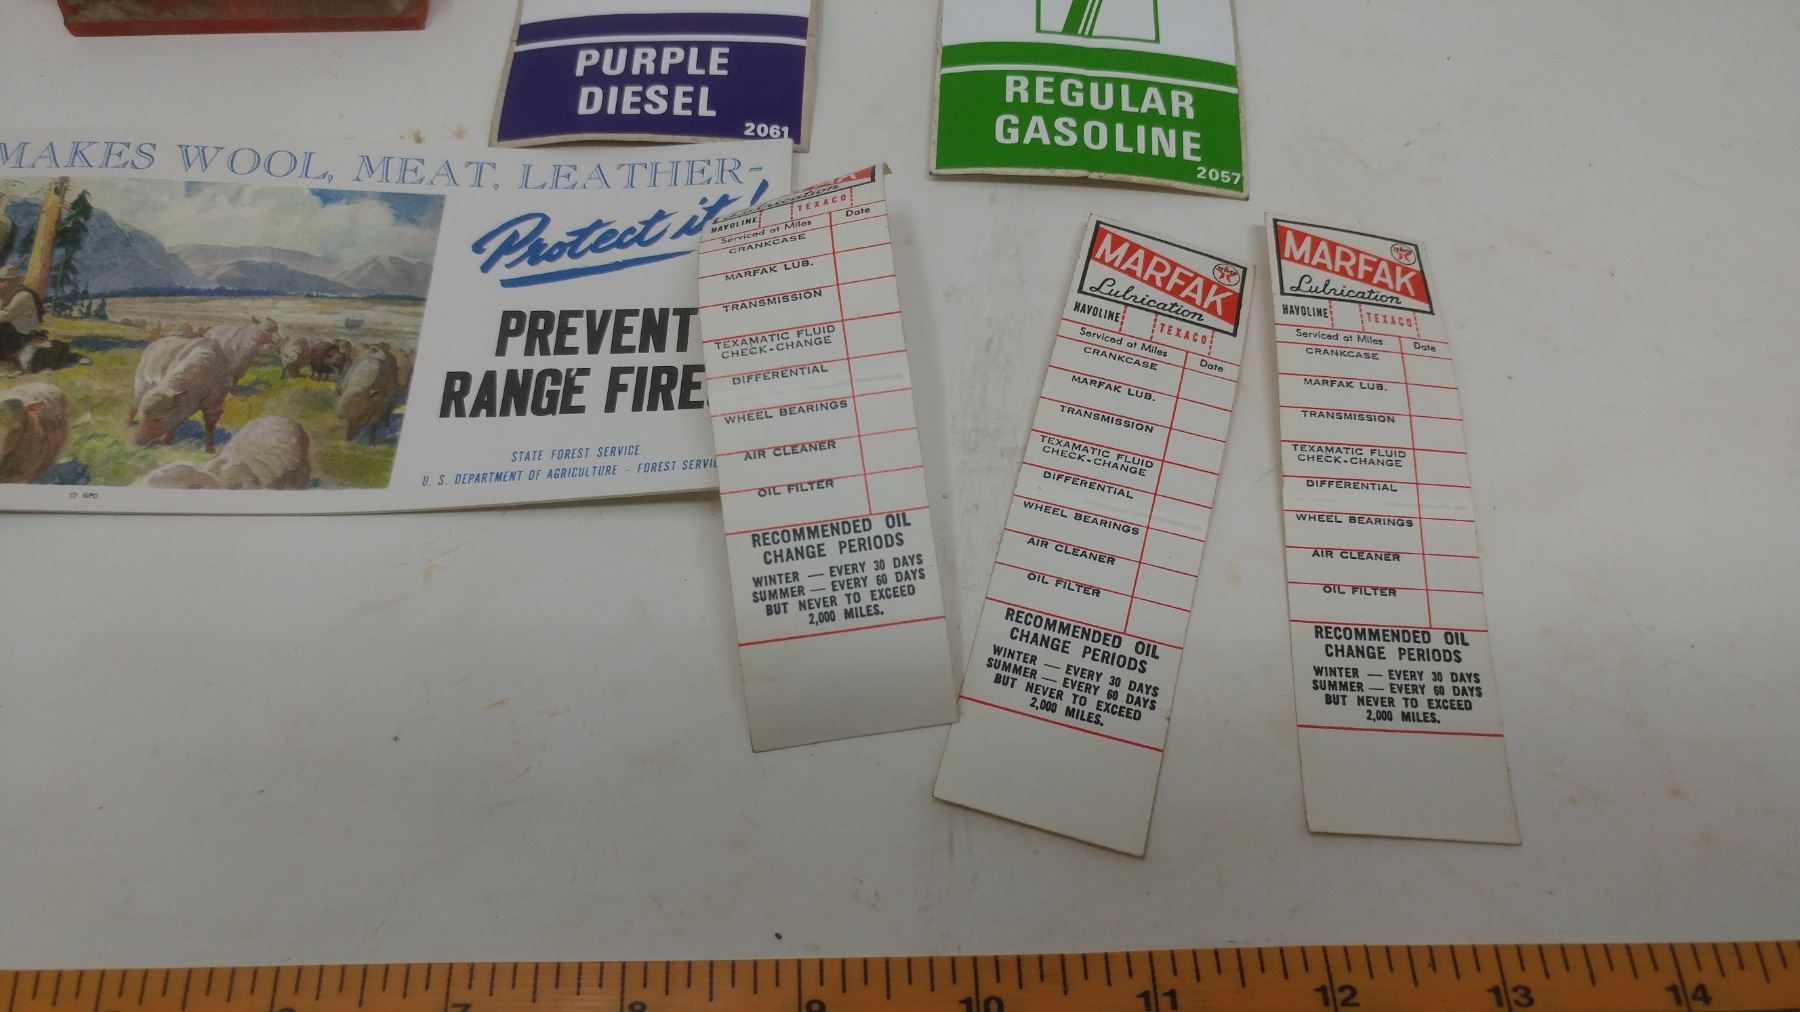 PURPLE
DIESEL
2061
REGULAR
GASOLINE
2057
MAKES WOOL, MEAT, LEATHER-
Protect it!
PREVENT
RANGE FIRE
STATE FOREST SERVICE
U. S. DEPARTMENT OF AGRICULTURE - FOREST
GPO
Lubrication
HAVOLINE TEXACO
Serviced at Miles Date
CRANKCASE
MARFAK LUB.
TRANSMISSION
TEXAMATIC FLUID
CHECK-CHANGE
DIFFERENTIAL
WHEEL BEARINGS
AIR CLEANER
OIL FILTER
RECOMMENDED OIL
CHANGE PERIODS
WINTER — EVERY 30 DAYS
SUMMER — EVERY 60 DAYS
BUT NEVER TO EXCEED
2,000 MILES.
MARFAK
Lubrication
HAVOLINE TEXACO
Serviced at Miles Date
CRANKCASE
MARFAK LUB.
TRANSMISSION
TEXAMATIC FLUID
CHECK-CHANGE
DIFFERENTIAL
WHEEL BEARINGS
AIR CLEANER
OIL FILTER
RECOMMENDED OIL
CHANGE PERIODS
WINTER — EVERY 30 DAYS
SUMMER — EVERY 60 DAYS
BUT NEVER TO EXCEED
2,000 MILES.
MARFAK
Lubrication
HAVOLINE TEXACO
Serviced at Miles Date
CRANKCASE
MARFAK LUB.
TRANSMISSION
TEXAMATIC FLUID
CHECK-CHANGE
DIFFERENTIAL
WHEEL BEARINGS
AIR CLEANER
OIL FILTER
RECOMMENDED OIL
CHANGE PERIODS
WINTER — EVERY 30 DAYS
SUMMER — EVERY 60 DAYS
BUT NEVER TO EXCEED
2,000 MILES.
7 8 9 10 11 12 13 14